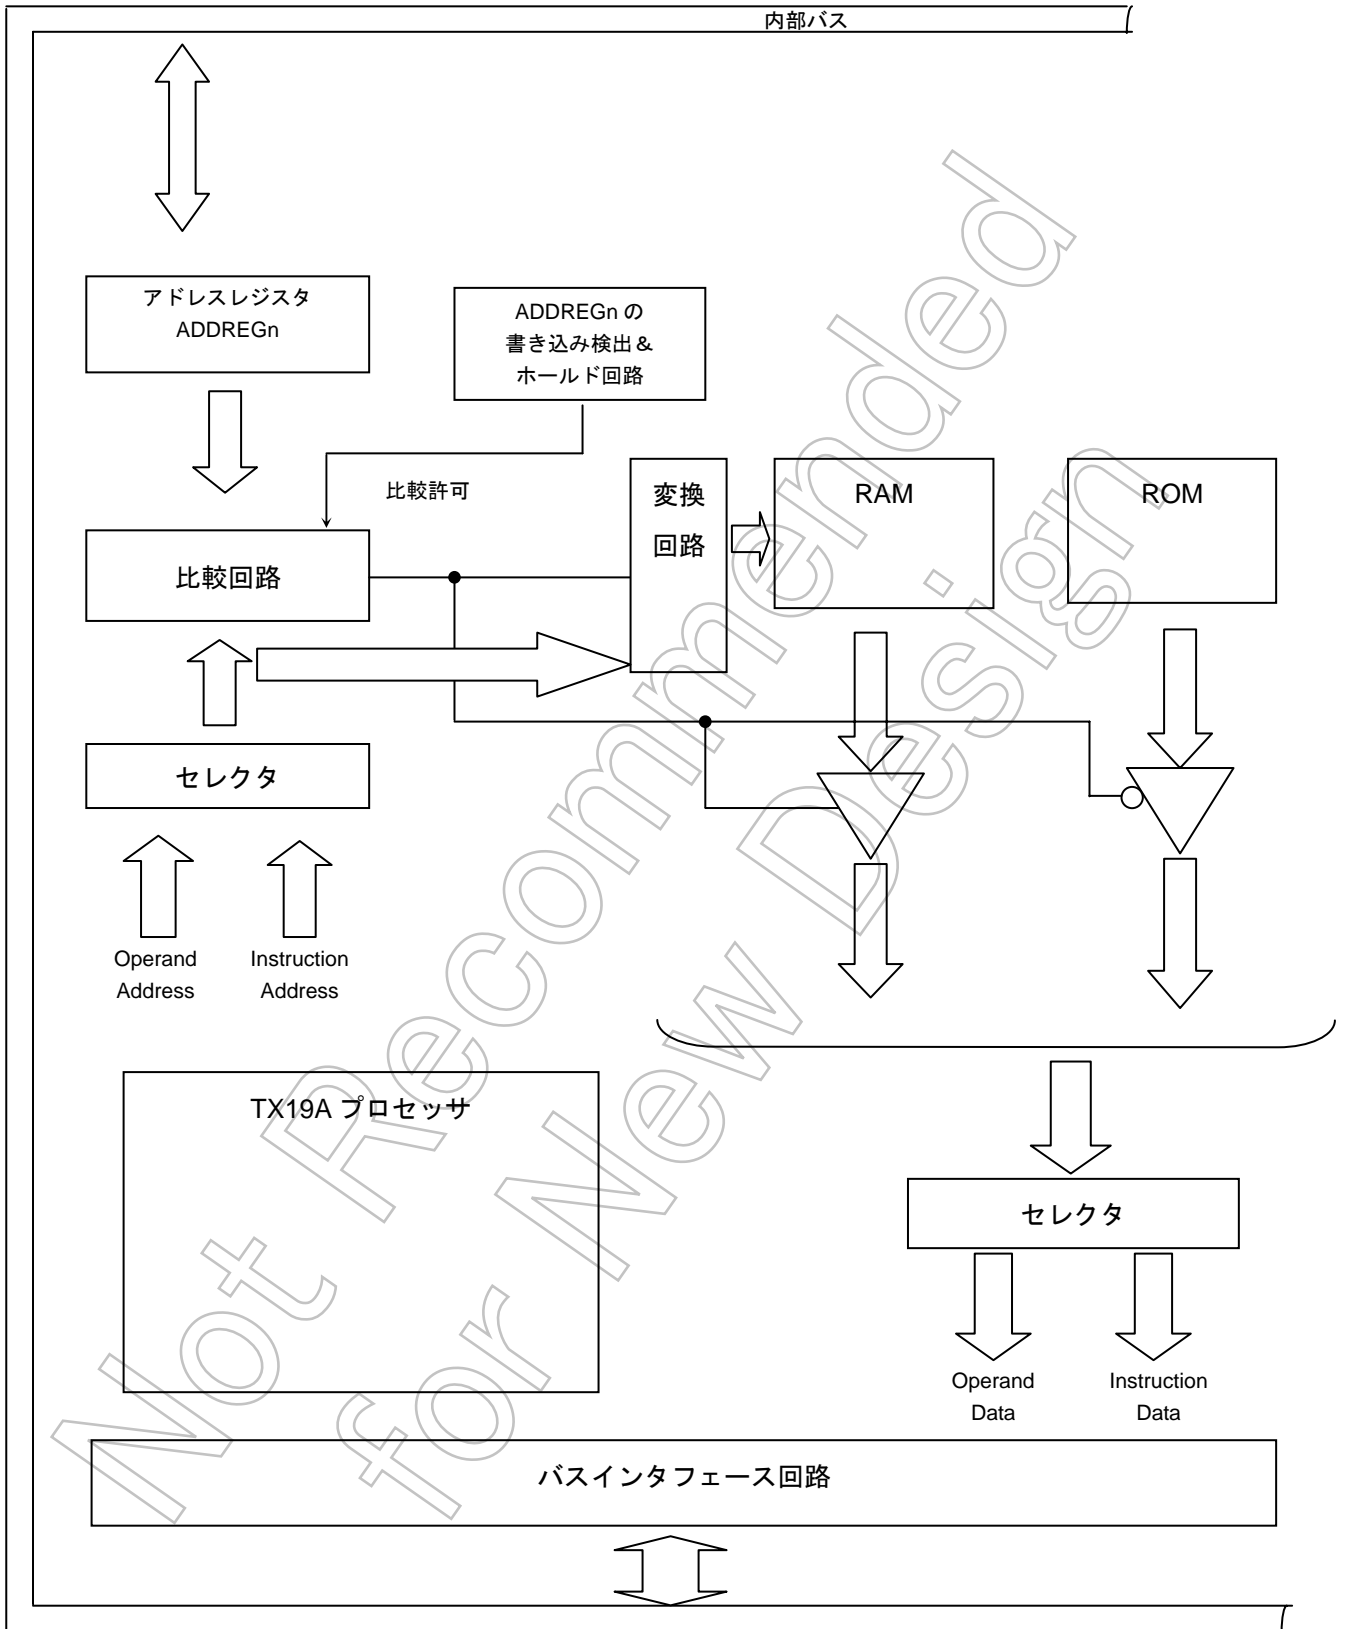 内部バス
アドレスレジスタ
ADDREGn
ADDREGn の
書き込み検出＆
ホールド回路
比較許可
変換
回路
RAM
ROM
比較回路
セレクタ
Operand
Address
Instruction
Address
TX19A プロセッサ
セレクタ
Operand
Data
Instruction
Data
バスインタフェース回路
Not Recommended
for New Design